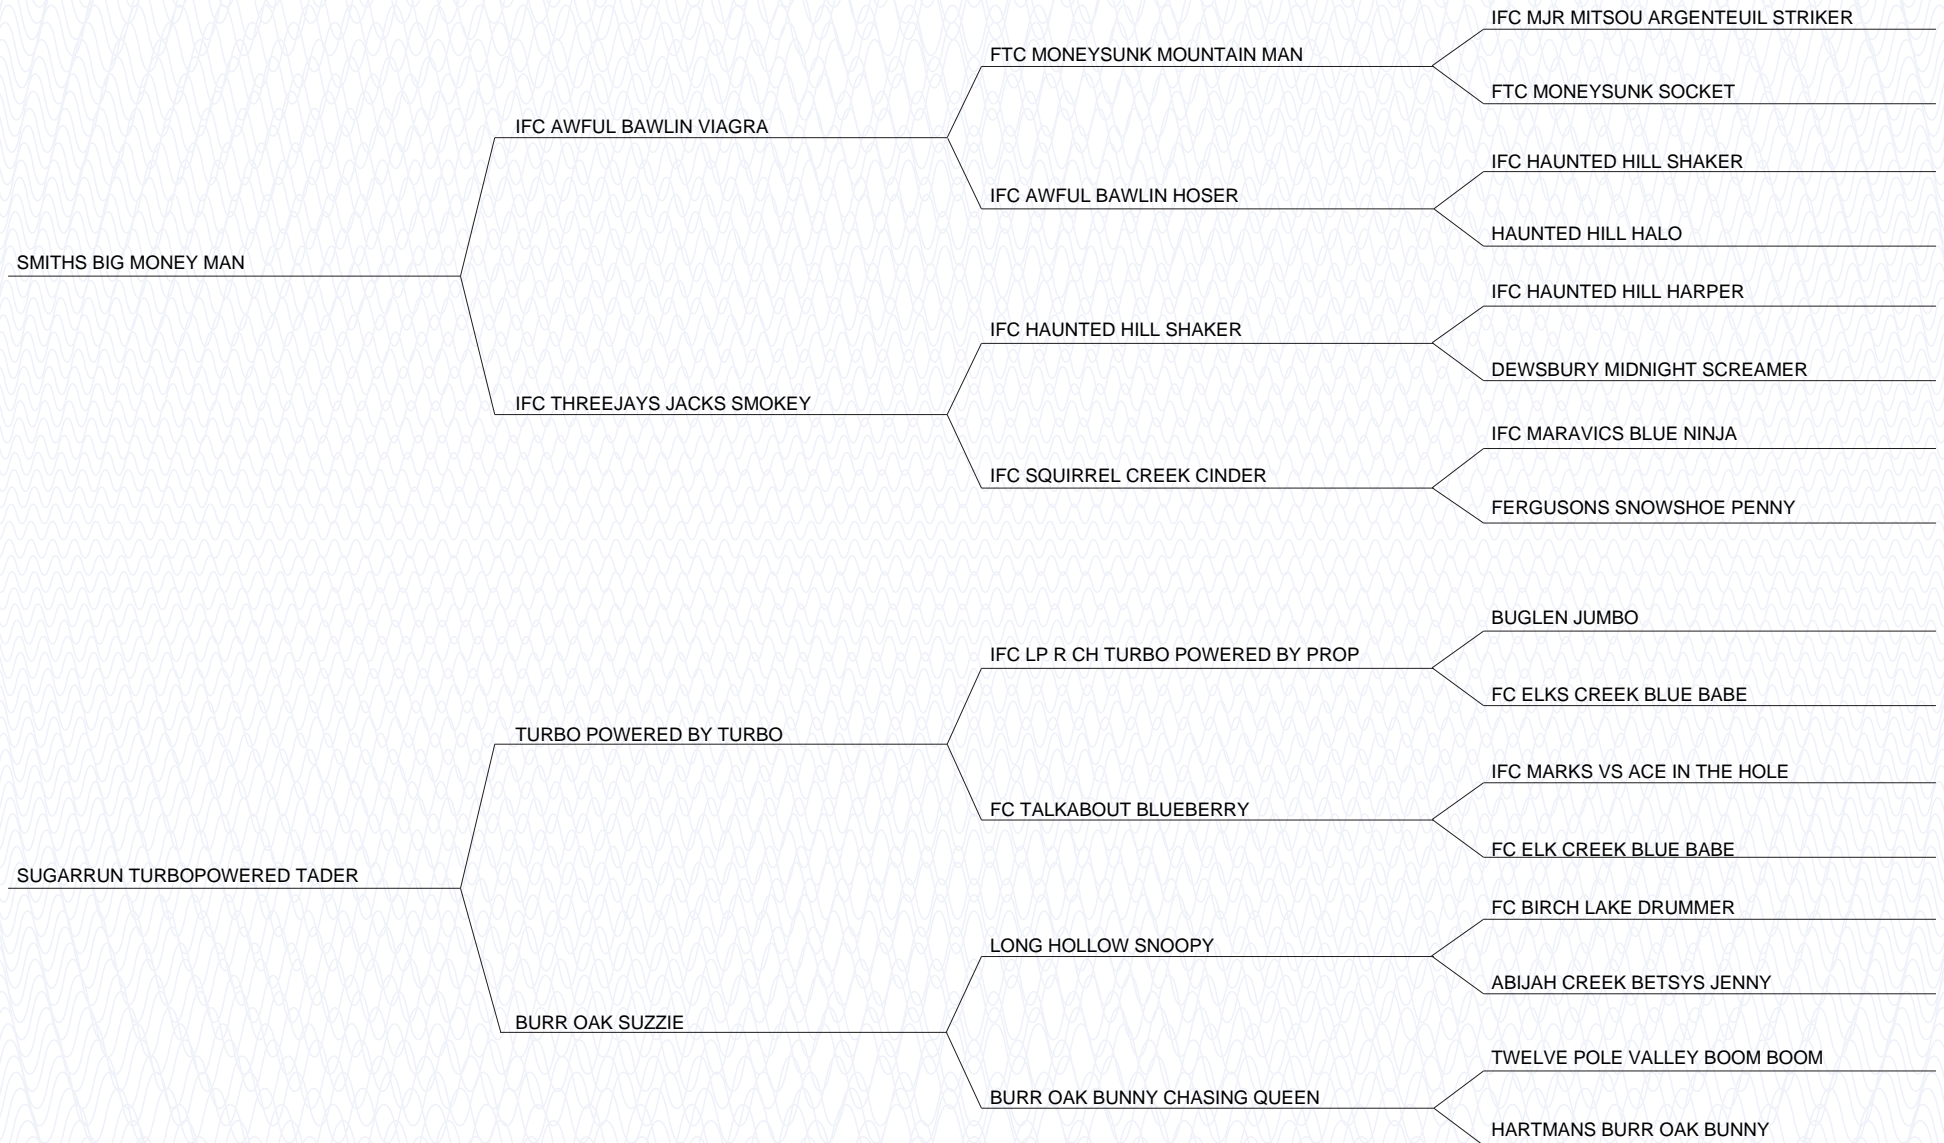 IFC MJR MITSOU ARGENTEUIL STRIKER
FTC MONEYSUNK MOUNTAIN MAN
FTC MONEYSUNK SOCKET
IFC AWFUL BAWLIN VIAGRA
IFC HAUNTED HILL SHAKER
IFC AWFUL BAWLIN HOSER
HAUNTED HILL HALO
SMITHS BIG MONEY MAN
IFC HAUNTED HILL HARPER
IFC HAUNTED HILL SHAKER
DEWSBURY MIDNIGHT SCREAMER
IFC THREEJAYS JACKS SMOKEY
IFC MARAVICS BLUE NINJA
IFC SQUIRREL CREEK CINDER
FERGUSONS SNOWSHOE PENNY
BUGLEN JUMBO
IFC LP R CH TURBO POWERED BY PROP
FC ELKS CREEK BLUE BABE
TURBO POWERED BY TURBO
IFC MARKS VS ACE IN THE HOLE
FC TALKABOUT BLUEBERRY
FC ELK CREEK BLUE BABE
SUGARRUN TURBOPOWERED TADER
FC BIRCH LAKE DRUMMER
LONG HOLLOW SNOOPY
ABIJAH CREEK BETSYS JENNY
BURR OAK SUZZIE
TWELVE POLE VALLEY BOOM BOOM
BURR OAK BUNNY CHASING QUEEN
HARTMANS BURR OAK BUNNY